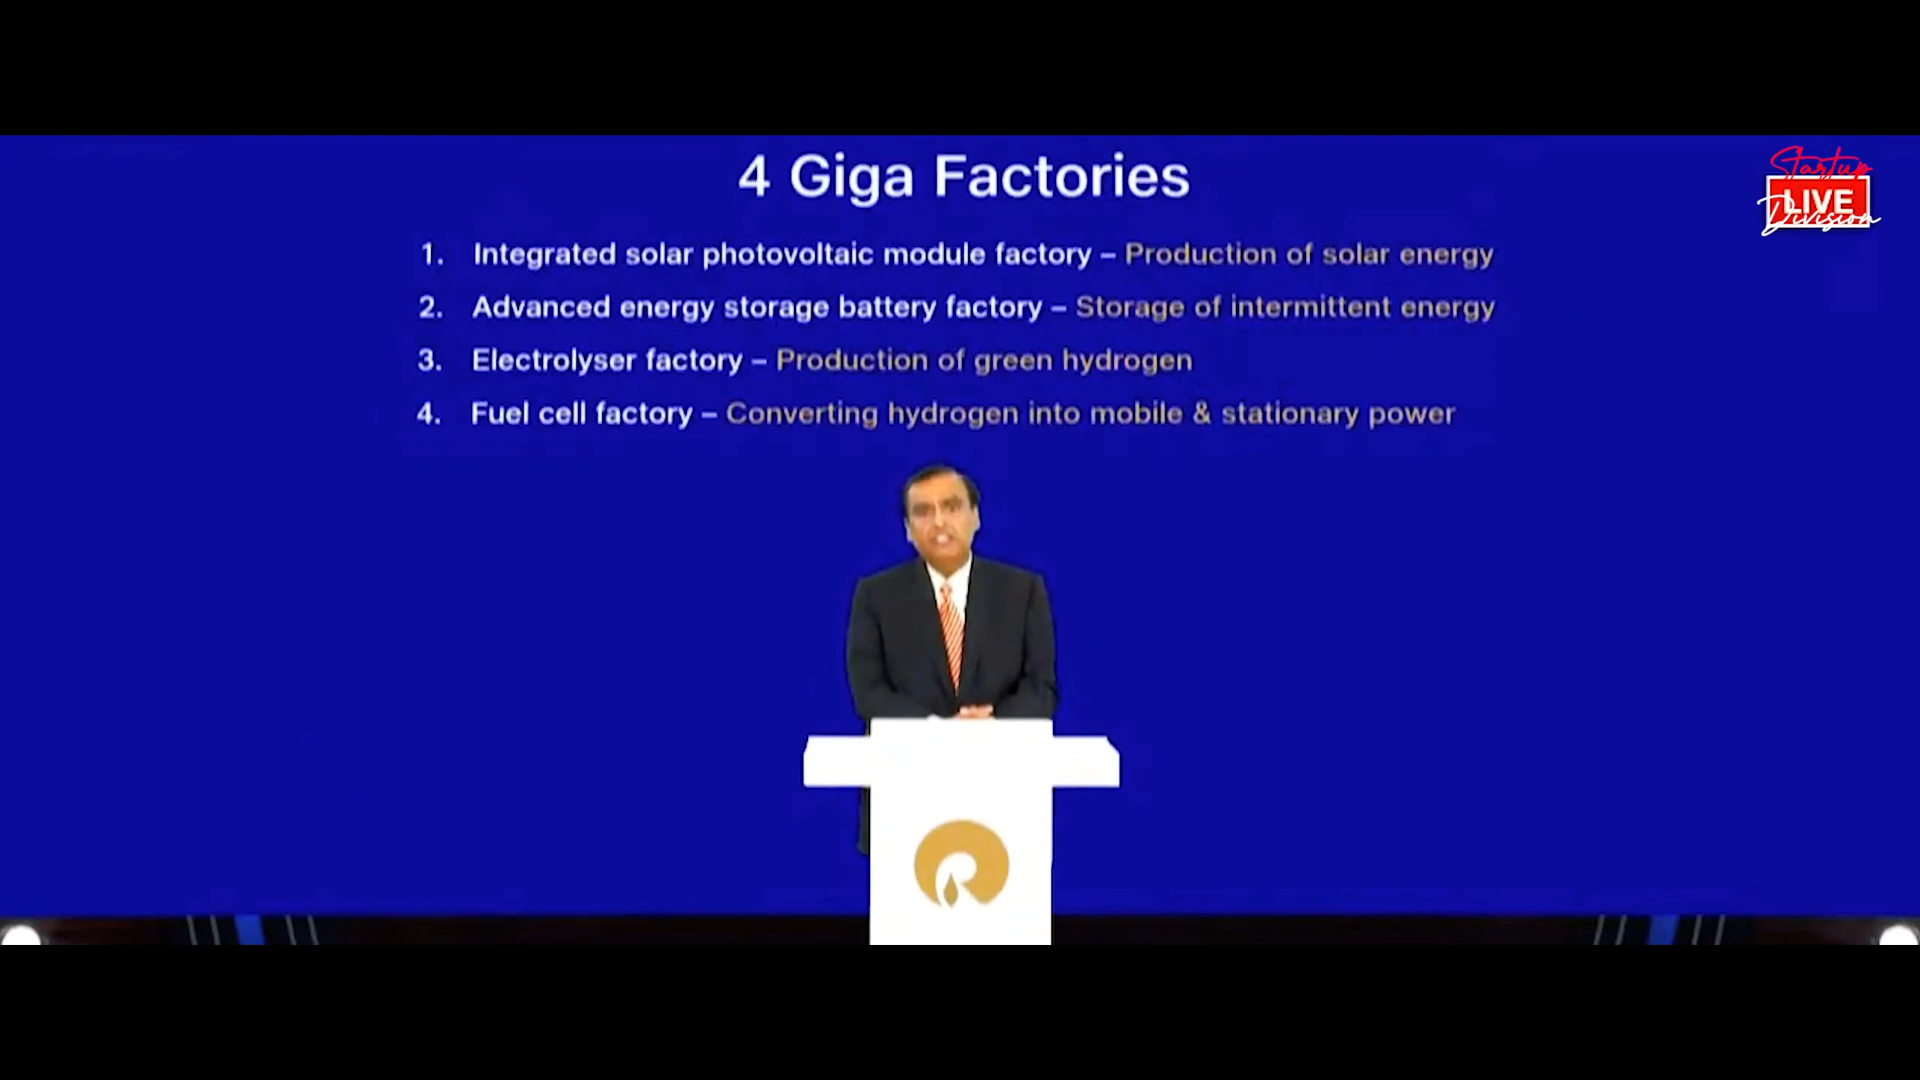 4 Giga Factories
1. Integrated solar photovoltaic module factory – Production of solar energy
2. Advanced energy storage battery factory – Storage of intermittent energy
3. Electrolyser factory – Production of green hydrogen
4. Fuel cell factory – Converting hydrogen into mobile & stationary power
Startup
LIVE
Division